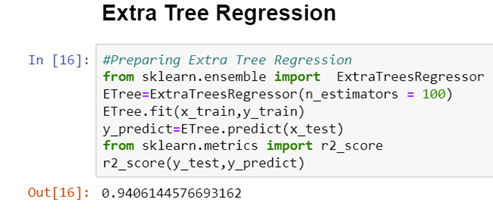 Extra Tree Regression
In [16]: #Preparing Extra Tree Regression
from sklearn.ensemble import  ExtraTreesRegressor
ETree=ExtraTreesRegressor(n_estimators = 100)
ETree.fit(x_train,y_train)
y_predict=ETree.predict(x_test)
from sklearn.metrics import r2_score
r2_score(y_test,y_predict)
Out[16]: 0.9406144576693162